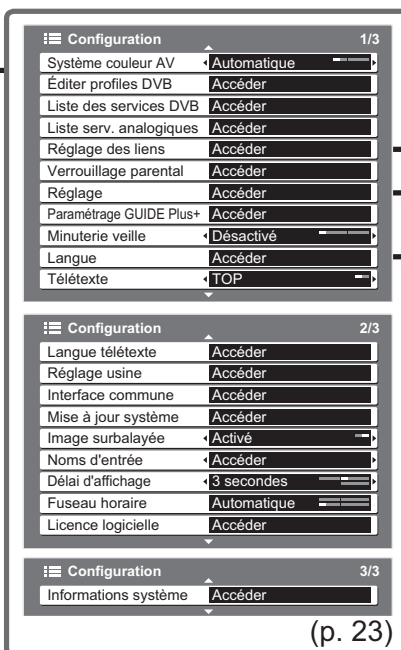 Configuration 1/3
Système couleur AV Automatique
Éditer profiles DVB Accéder
Liste des services DVB Accéder
Liste serv. analogiques Accéder
Réglage des liens Accéder
Verrouillage parental Accéder
Réglage Accéder
Paramétrage GUIDE Plus+ Accéder
Minuterie veille Désactivé
Langue Accéder
Télétexte TOP
Configuration 2/3
Langue télétexte Accéder
Réglage usine Accéder
Interface commune Accéder
Mise à jour système Accéder
Image surbalayée Activé
Noms d'entrée Accéder
Délai d'affichage 3 secondes
Fuseau horaire Automatique
Licence logicielle Accéder
Configuration 3/3
Informations système Accéder
(p. 23)